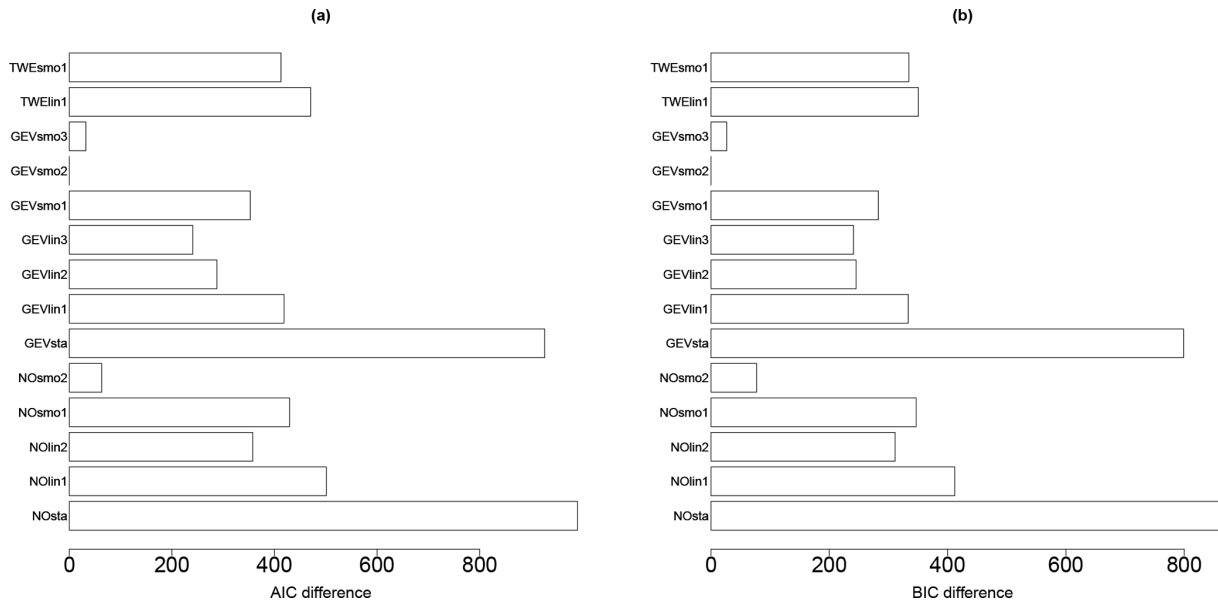 (a)
TWEsmo1
TWElin1
GEVsmo3
GEVsmo2
GEVsmo1
GEVlin3
GEVlin2
GEVlin1
GEVsta
NOsmo2
NOsmo1
NOlin2
NOlin1
NOsta
0 200 400 600 800
AIC difference
(b)
TWEsmo1
TWElin1
GEVsmo3
GEVsmo2
GEVsmo1
GEVlin3
GEVlin2
GEVlin1
GEVsta
NOsmo2
NOsmo1
NOlin2
NOlin1
NOsta
0 200 400 600 800
BIC difference